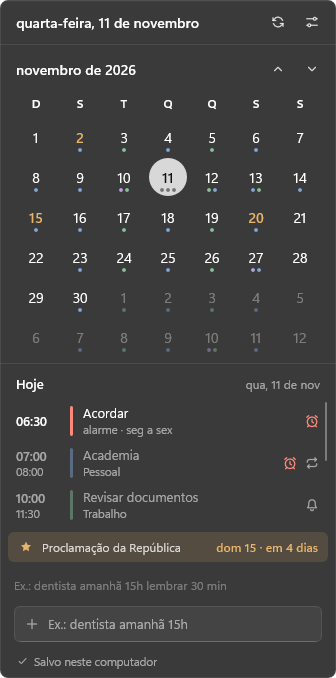 quarta-feira, 11 de novembro
novembro de 2026
D S T Q Q S S
1 2 3 4 5 6 7
8 9 10 11 12 13 14
15 16 17 18 19 20 21
22 23 24 25 26 27 28
29 30 1 2 3 4 5
6 7 8 9 10 11 12
Hoje qua, 11 de nov
06:30 Acordar
alarme · seg a sex
07:00 Academia
08:00 Pessoal
10:00 Revisar documentos
11:30 Trabalho
Proclamação da República dom 15 · em 4 dias
Ex.: dentista amanhã 15h lembrar 30 min
Ex.: dentista amanhã 15h
Salvo neste computador